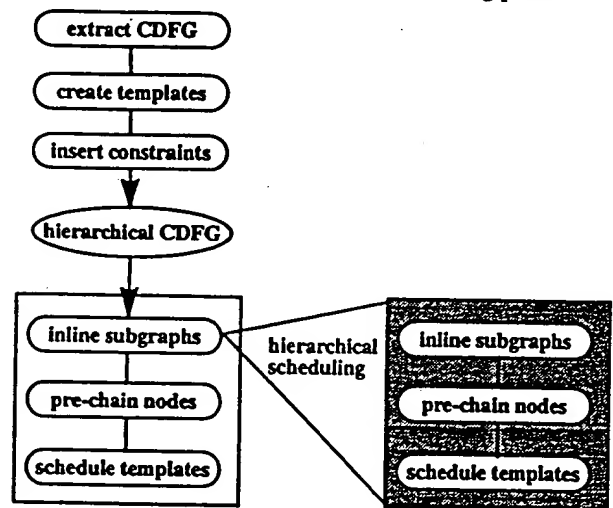 extract CDFG
create templates
insert constraints
hierarchical CDFG
inline subgraphs
pre-chain nodes
schedule templates
hierarchical
scheduling
inline subgraphs
pre-chain nodes
schedule templates